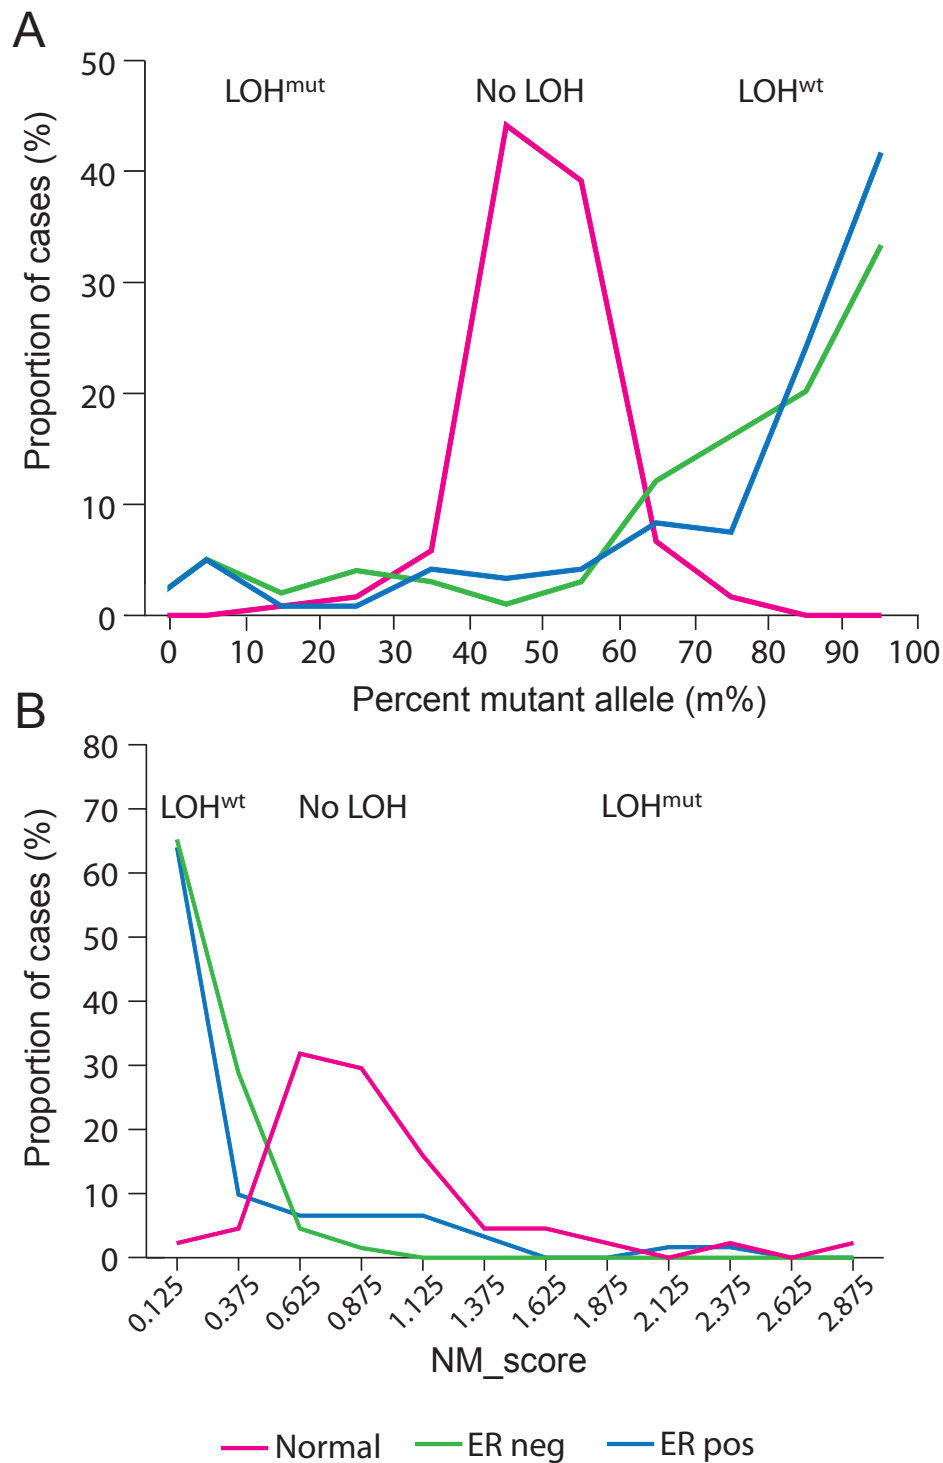 A
50
40
30
20
10
0
Proportion of cases (%)
LOHmut No LOH LOHwt
0 10 20 30 40 50 60 70 80 90 100
Percent mutant allele (m%)
B
80
70
60
50
40
30
20
10
0
Proportion of cases (%)
LOHwt No LOH LOHmut
0.125 0.375 0.625 0.875 1.125 1.375 1.625 1.875 2.125 2.375 2.625 2.875
NM_score
Normal ER neg ER pos